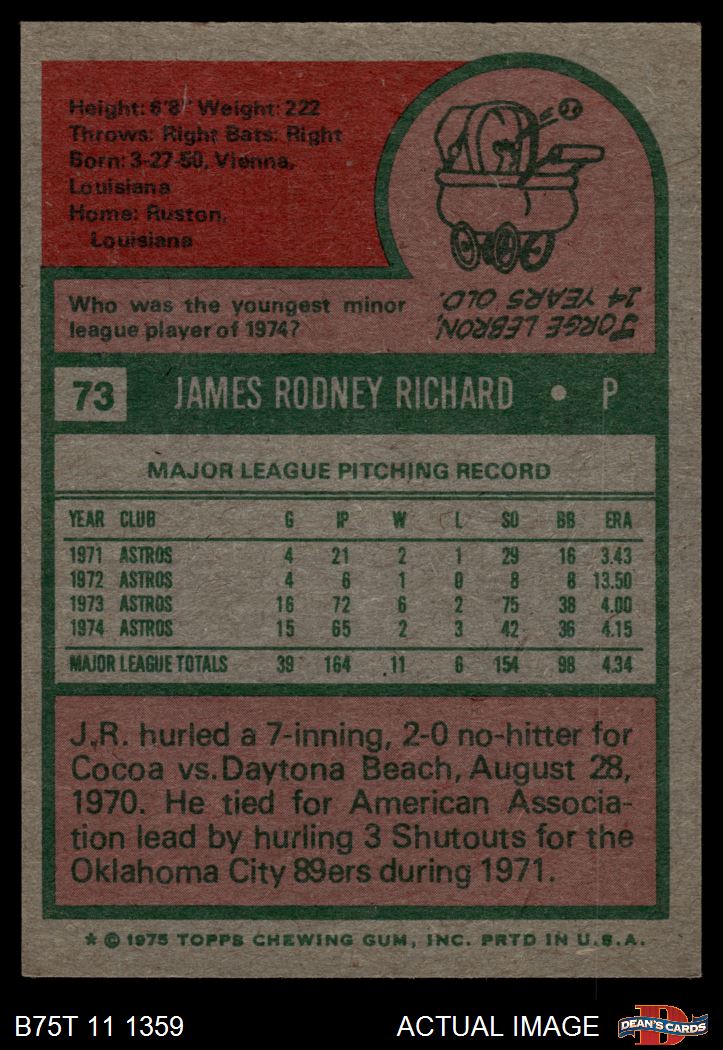 Height: 6'8" Weight: 222
Throws: Right Bats: Right
Born: 3-27-50, Vienna,
Louisiana
Home: Ruston,
Louisiana
Who was the youngest minor
league player of 1974?
JORGE LEBRON,
14 YEARS OLD.
73 JAMES RODNEY RICHARD • P
MAJOR LEAGUE PITCHING RECORD
YEAR CLUB G IP W L SO BB ERA
1971 ASTROS 4 21 2 1 29 16 3.43
1972 ASTROS 4 6 1 0 8 8 13.50
1973 ASTROS 16 72 6 2 75 38 4.00
1974 ASTROS 15 65 2 3 42 36 4.15
MAJOR LEAGUE TOTALS 39 164 11 6 154 98 4.34
J.R. hurled a 7-inning, 2-0 no-hitter for
Cocoa vs. Daytona Beach, August 28,
1970. He tied for American Associa-
tion lead by hurling 3 Shutouts for the
Oklahoma City 89ers during 1971.
* © 1975 TOPPS CHEWING GUM, INC. PRTD IN U.S.A.
B75T 11 1359 ACTUAL IMAGE DEAN'S CARDS